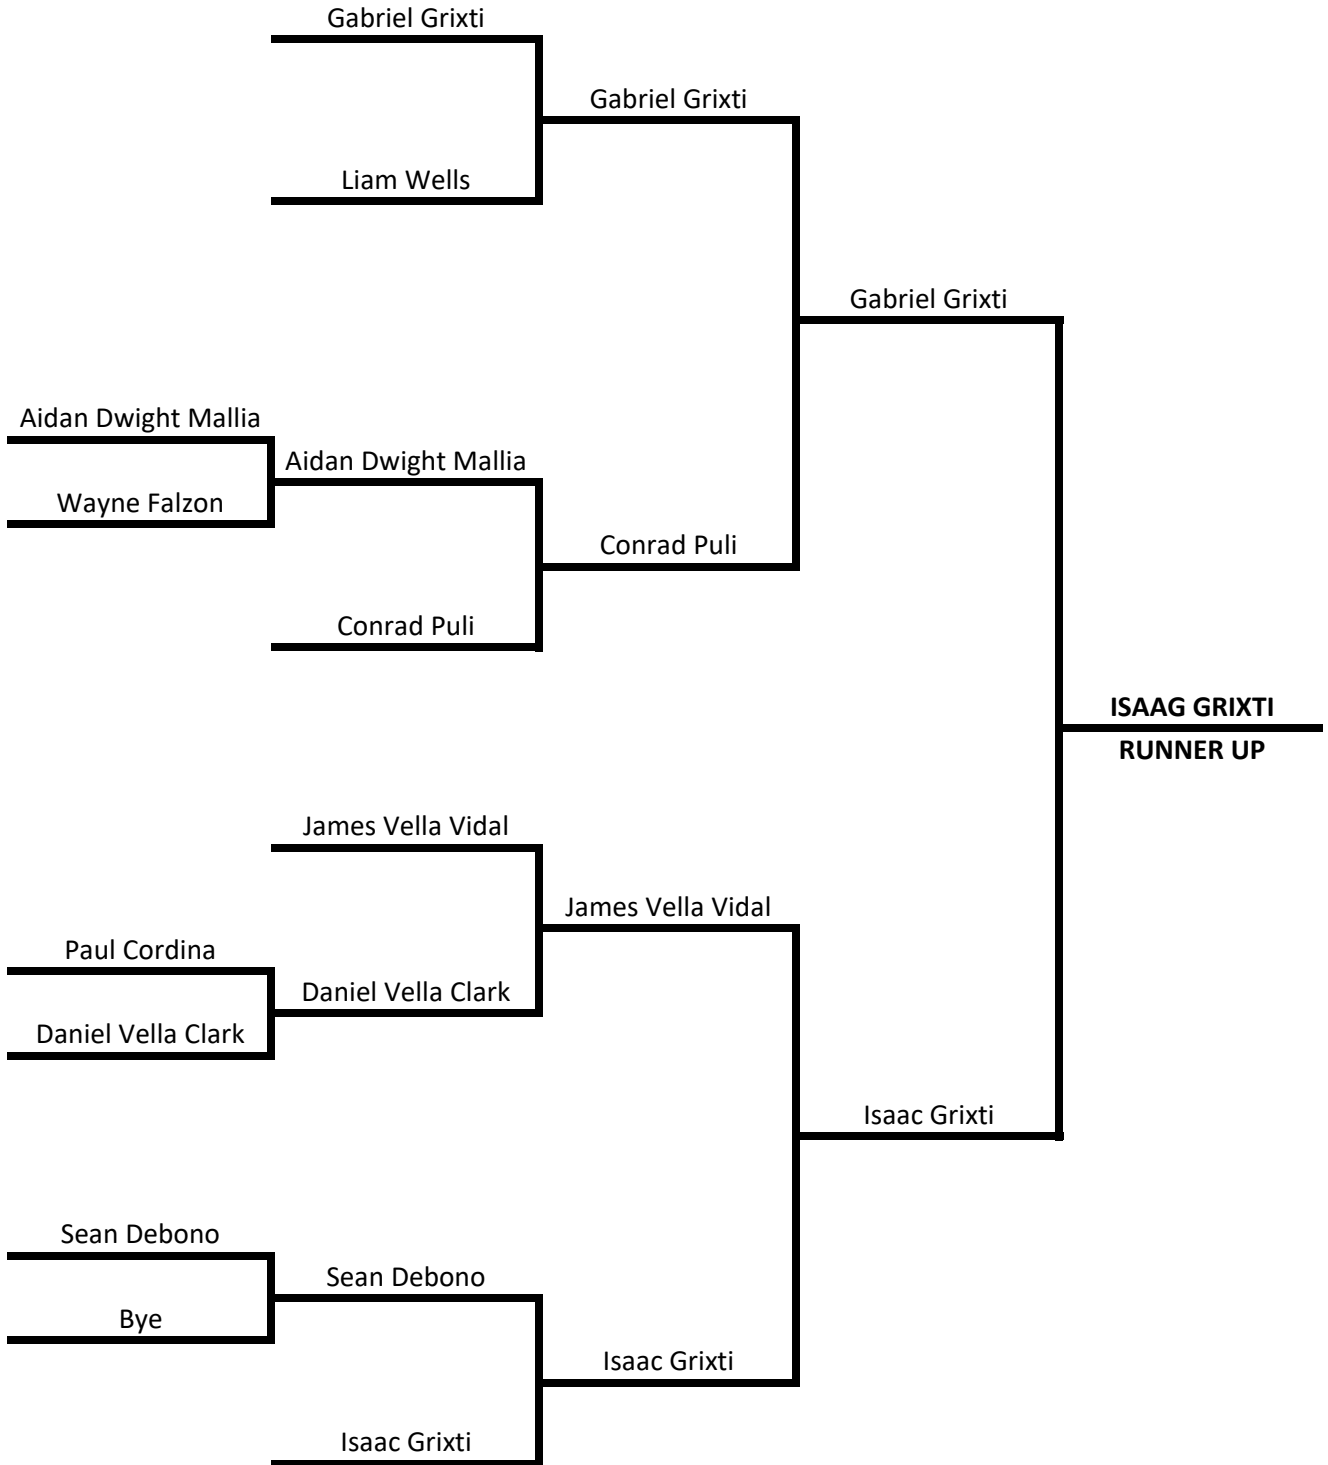 Gabriel Grixti
Gabriel Grixti
Liam Wells
Gabriel Grixti
Aidan Dwight Mallia
Aidan Dwight Mallia
Wayne Falzon
Conrad Puli
Conrad Puli
ISAAG GRIXTI
RUNNER UP
James Vella Vidal
James Vella Vidal
Paul Cordina
Daniel Vella Clark
Daniel Vella Clark
Isaac Grixti
Sean Debono
Sean Debono
Bye
Isaac Grixti
Isaac Grixti